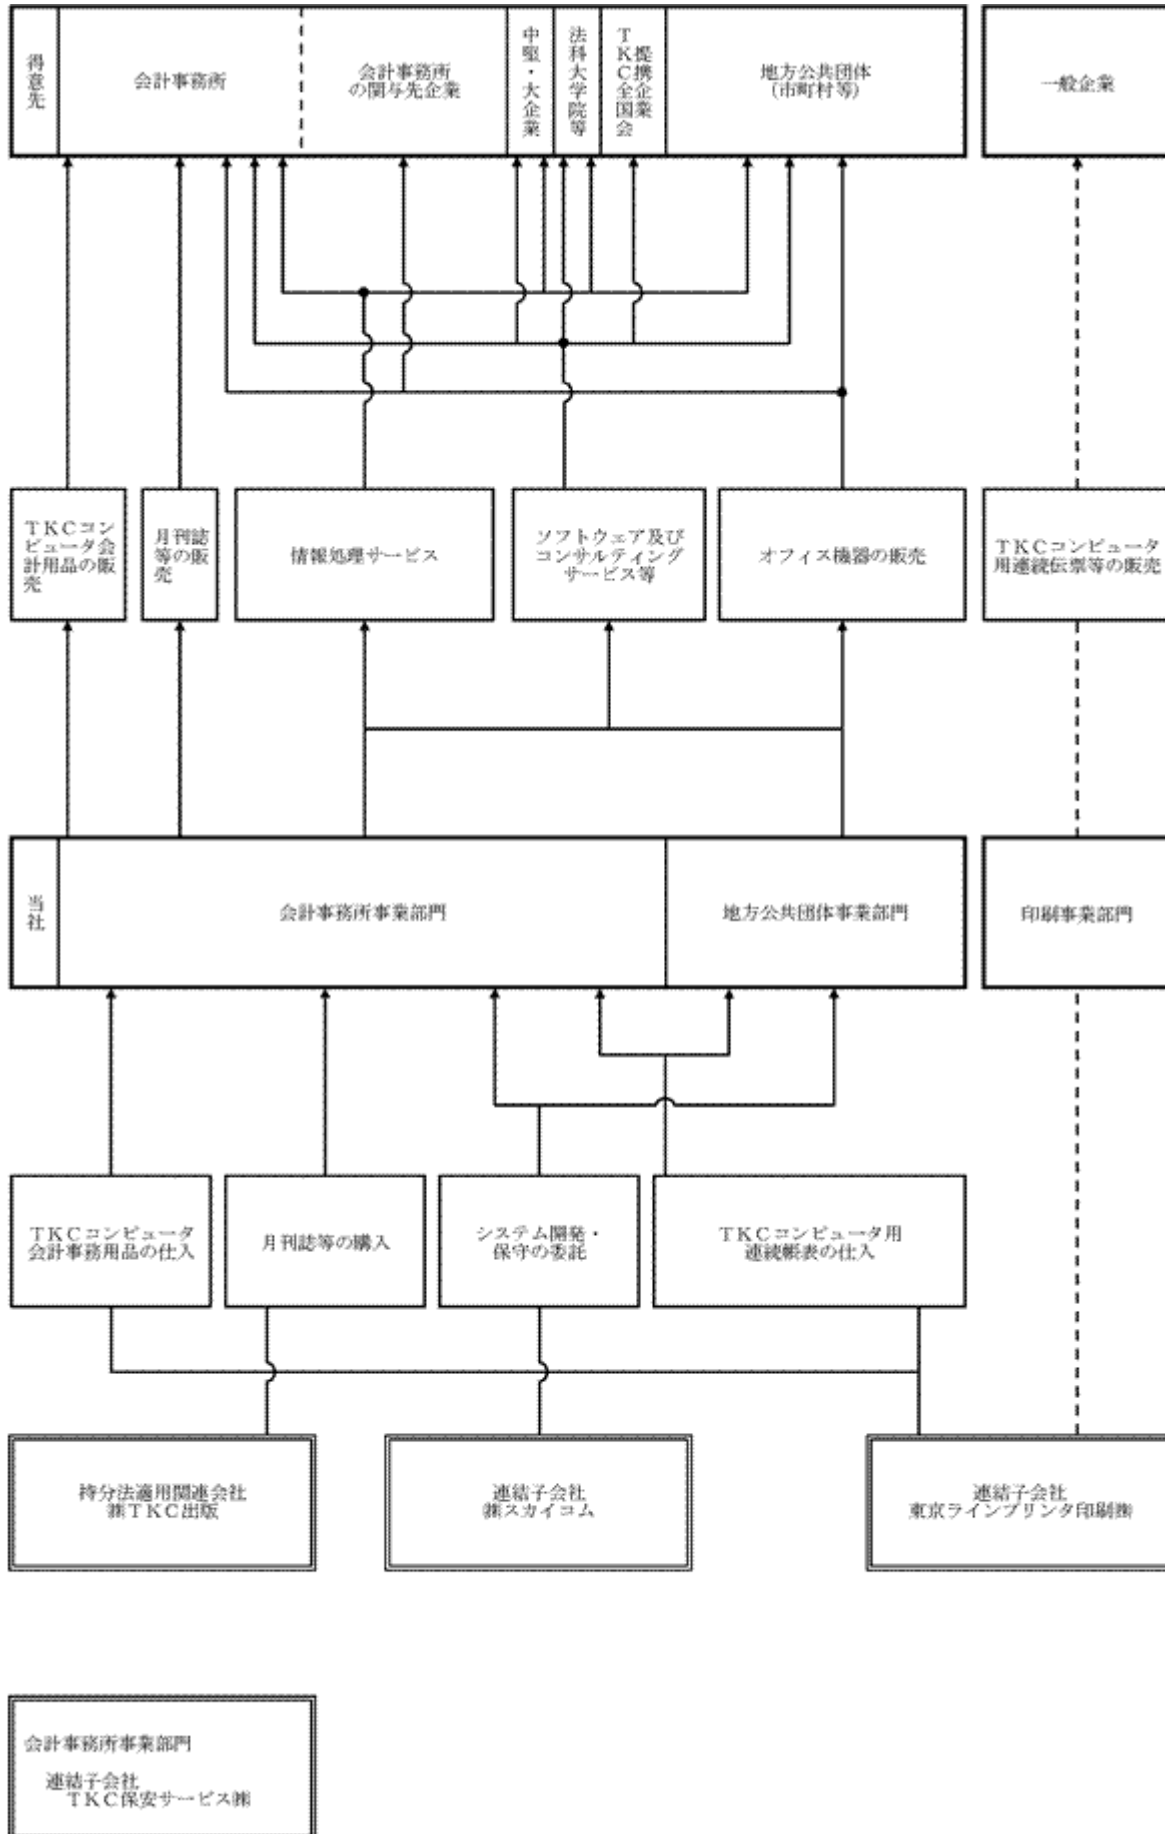 得意先
会計事務所
会計事務所
の関与先企業
中堅・大企業
法科大学院等
TKC全国会
提携企業
地方公共団体
(市町村等)
一般企業
TKCコン
ピュータ会
計用品の販
売
月刊誌
等の販
売
情報処理サービス
ソフトウェア及び
コンサルティング
サービス等
オフィス機器の販売
TKCコンピュータ
用連続伝票等の販売
当社
会計事務所事業部門
地方公共団体事業部門
印刷事業部門
TKCコンピュータ
会計事務用品の仕入
月刊誌等の購入
システム開発・
保守の委託
TKCコンピュータ用
連続帳表の仕入
持分法適用関連会社
㈱TKC出版
連結子会社
㈱スカイコム
連結子会社
東京ラインプリンタ印刷㈱
会計事務所事業部門
連結子会社
TKC保安サービス㈱